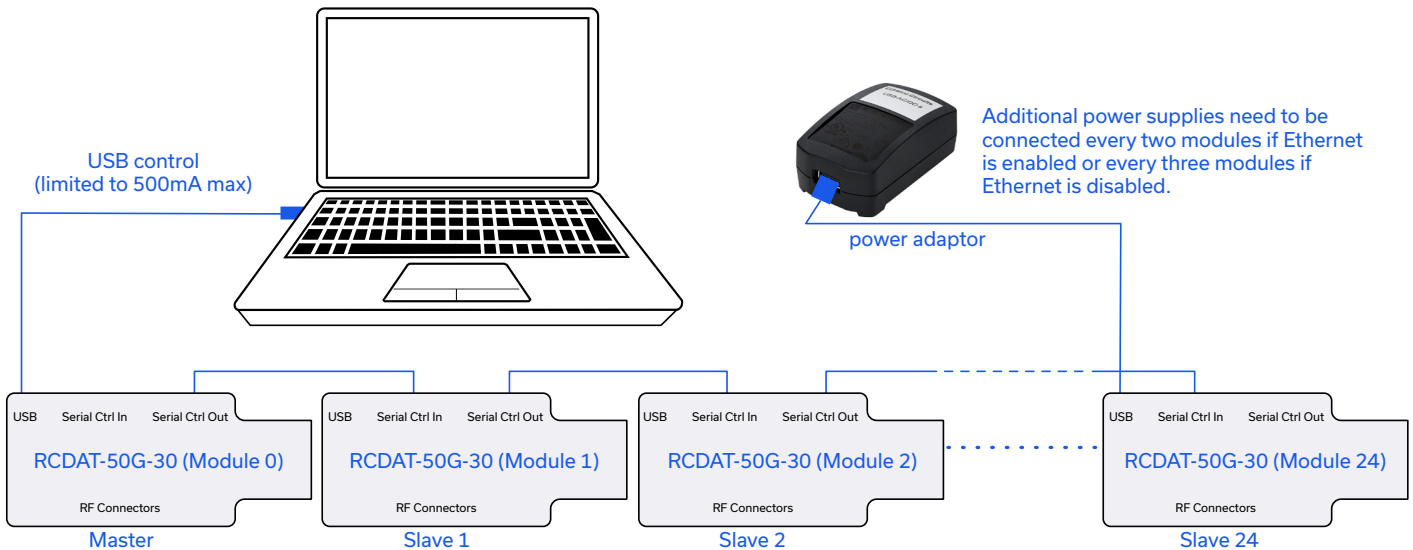 USB control
(limited to 500mA max)
Additional power supplies need to be
connected every two modules if Ethernet
is enabled or every three modules if
Ethernet is disabled.
power adaptor
USB Serial Ctrl In Serial Ctrl Out
RCDAT-50G-30 (Module 0)
RF Connectors
Master
USB Serial Ctrl In Serial Ctrl Out
RCDAT-50G-30 (Module 1)
RF Connectors
Slave 1
USB Serial Ctrl In Serial Ctrl Out
RCDAT-50G-30 (Module 2)
RF Connectors
Slave 2
USB Serial Ctrl In Serial Ctrl Out
RCDAT-50G-30 (Module 24)
RF Connectors
Slave 24